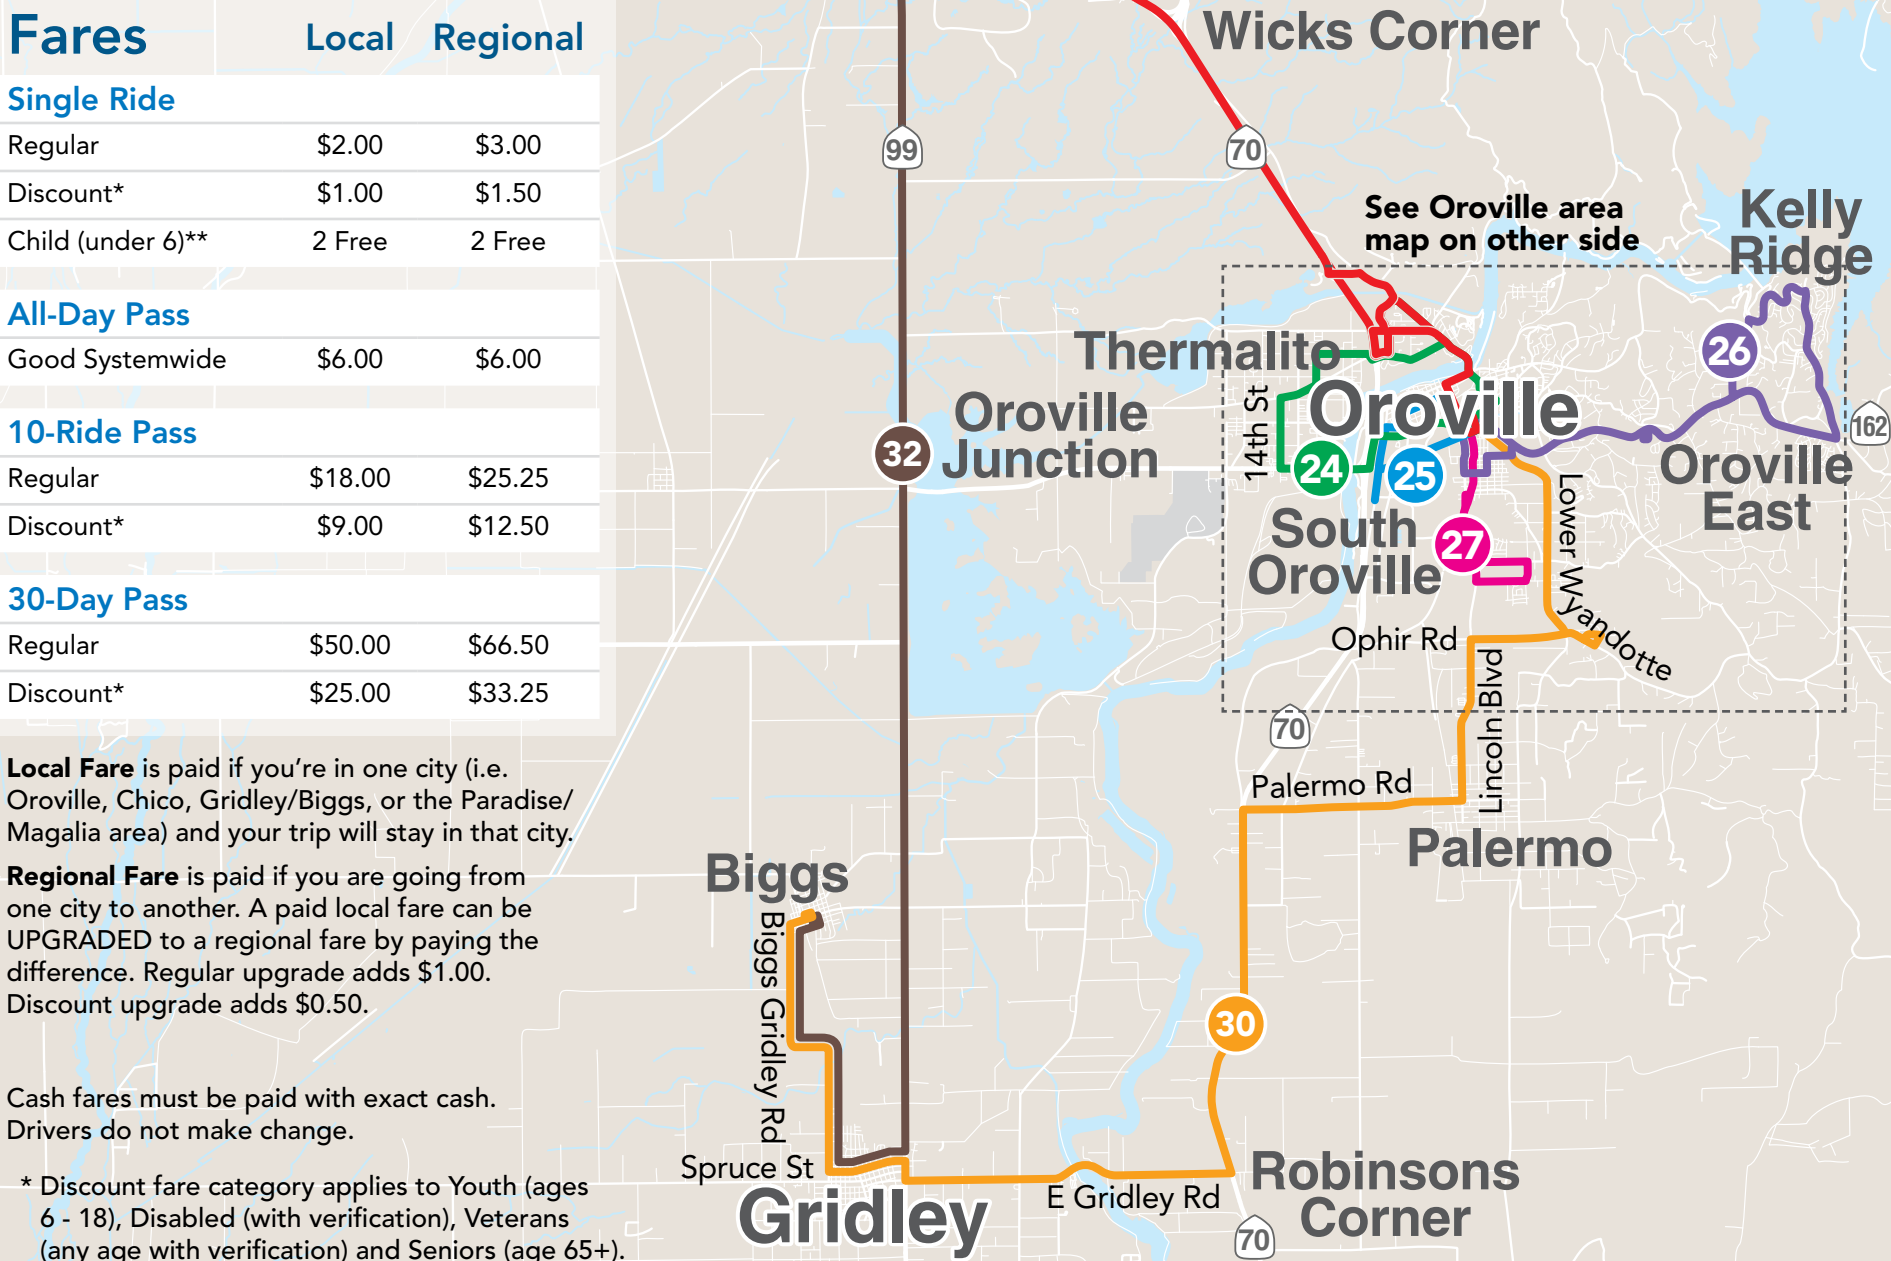 Fares Local Regional
Single Ride
Regular $2.00 $3.00
Discount* $1.00 $1.50
Child (under 6)** 2 Free 2 Free
All-Day Pass
Good Systemwide $6.00 $6.00
10-Ride Pass
Regular $18.00 $25.25
Discount* $9.00 $12.50
30-Day Pass
Regular $50.00 $66.50
Discount* $25.00 $33.25
Local Fare is paid if you’re in one city (i.e.
Oroville, Chico, Gridley/Biggs, or the Paradise/
Magalia area) and your trip will stay in that city.
Regional Fare is paid if you are going from
one city to another. A paid local fare can be
UPGRADED to a regional fare by paying the
difference. Regular upgrade adds $1.00.
Discount upgrade adds $0.50.
Cash fares must be paid with exact cash.
Drivers do not make change.
* Discount fare category applies to Youth (ages
6 - 18), Disabled (with verification), Veterans
(any age with verification) and Seniors (age 65+).
Wicks Corner
99
70
See Oroville area
map on other side
Kelly
Ridge
Thermalito
26
Oroville
Junction
32
14th St
Oroville
162
24
25
Oroville
East
South
Oroville
27
Lower Wyandotte
Ophir Rd
Lincoln Blvd
70
Palermo Rd
Palermo
Biggs
Biggs Gridley Rd
30
Spruce St
Gridley
E Gridley Rd
Robinsons
Corner
70